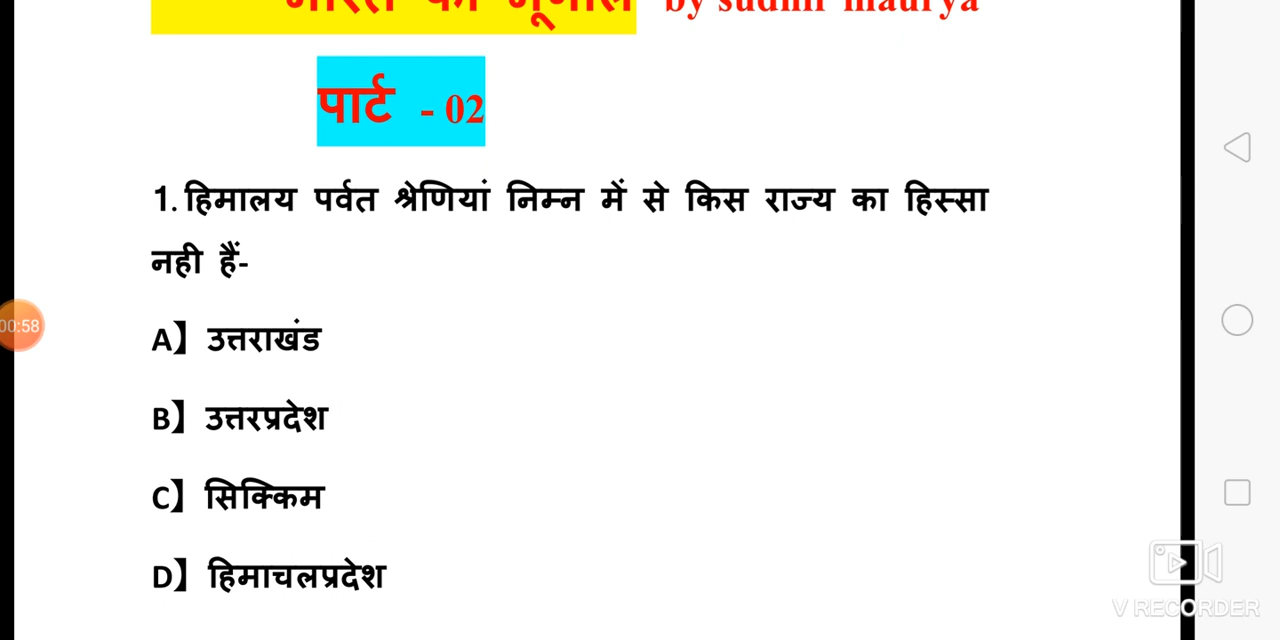 by sudhir maurya
पार्ट - 02
1. हिमालय पर्वत श्रेणियां निम्न में से किस राज्य का हिस्सा
नही हैं-
00:58
A】 उत्तराखंड
B】 उत्तरप्रदेश
C】 सिक्किम
D】 हिमाचलप्रदेश
V RECORDER